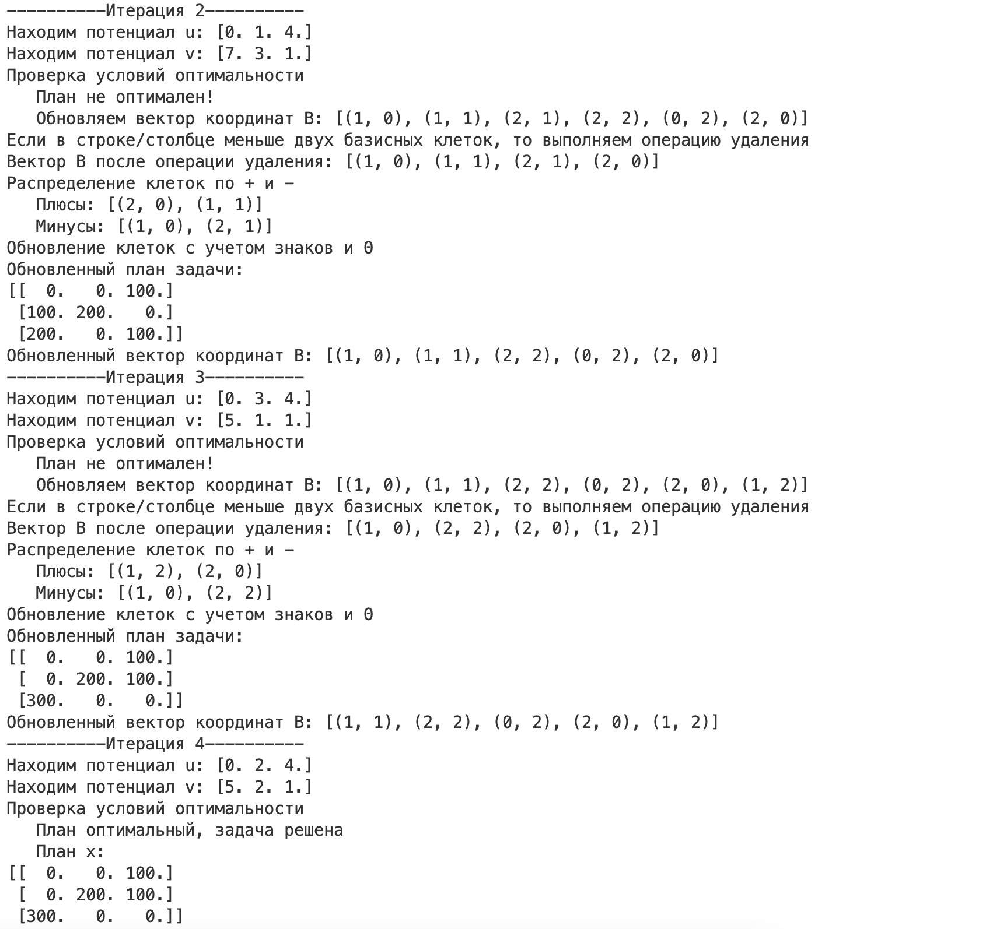 ----------Итерация 2----------
Находим потенциал u: [0. 1. 4.]
Находим потенциал v: [7. 3. 1.]
Проверка условий оптимальности
   План не оптимален!
   Обновляем вектор координат B: [(1, 0), (1, 1), (2, 1), (2, 2), (0, 2), (2, 0)]
Если в строке/столбце меньше двух базисных клеток, то выполняем операцию удаления
Вектор B после операции удаления: [(1, 0), (1, 1), (2, 1), (2, 0)]
Распределение клеток по + и -
   Плюсы: [(2, 0), (1, 1)]
   Минусы: [(1, 0), (2, 1)]
Обновление клеток с учетом знаков и Θ
Обновленный план задачи:
[[  0.   0. 100.]
 [100. 200.   0.]
 [200.   0. 100.]]
Обновленный вектор координат B: [(1, 0), (1, 1), (2, 2), (0, 2), (2, 0)]
----------Итерация 3----------
Находим потенциал u: [0. 3. 4.]
Находим потенциал v: [5. 1. 1.]
Проверка условий оптимальности
   План не оптимален!
   Обновляем вектор координат B: [(1, 0), (1, 1), (2, 2), (0, 2), (2, 0), (1, 2)]
Если в строке/столбце меньше двух базисных клеток, то выполняем операцию удаления
Вектор B после операции удаления: [(1, 0), (2, 2), (2, 0), (1, 2)]
Распределение клеток по + и -
   Плюсы: [(1, 2), (2, 0)]
   Минусы: [(1, 0), (2, 2)]
Обновление клеток с учетом знаков и Θ
Обновленный план задачи:
[[  0.   0. 100.]
 [  0. 200. 100.]
 [300.   0.   0.]]
Обновленный вектор координат B: [(1, 1), (2, 2), (0, 2), (2, 0), (1, 2)]
----------Итерация 4----------
Находим потенциал u: [0. 2. 4.]
Находим потенциал v: [5. 2. 1.]
Проверка условий оптимальности
   План оптимальный, задача решена
   План x:
[[  0.   0. 100.]
 [  0. 200. 100.]
 [300.   0.   0.]]